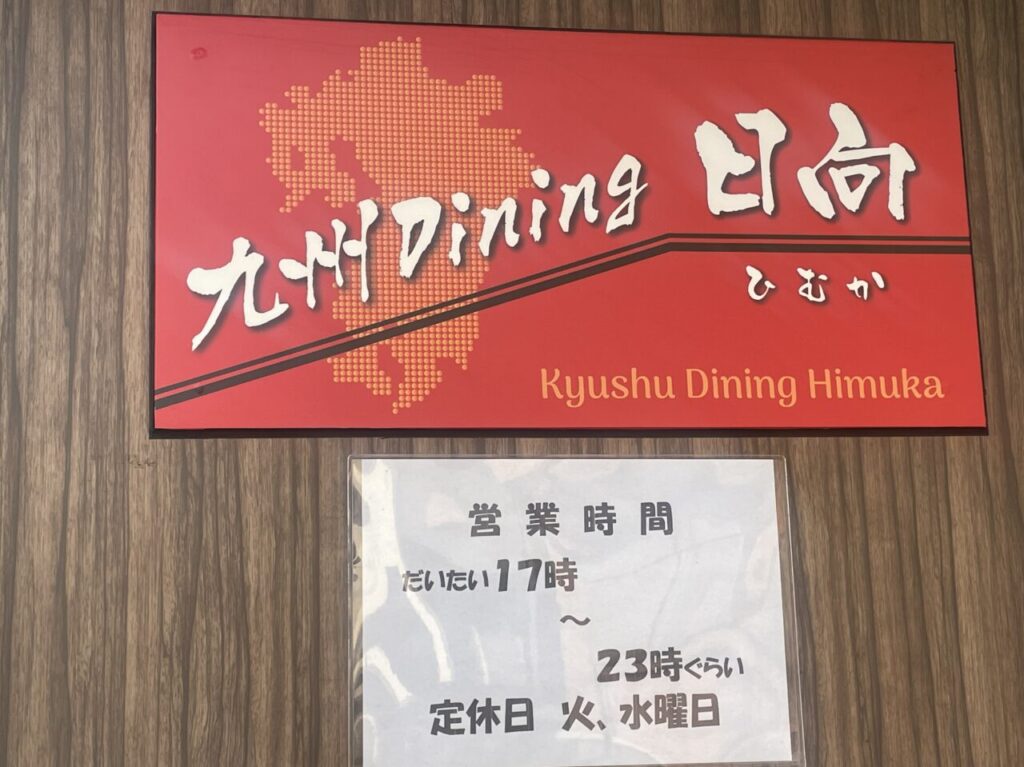 九州Dining 日向
ひむか
Kyushu Dining Himuka
営業時間
だいたい17時
～
23時ぐらい
定休日 火、水曜日